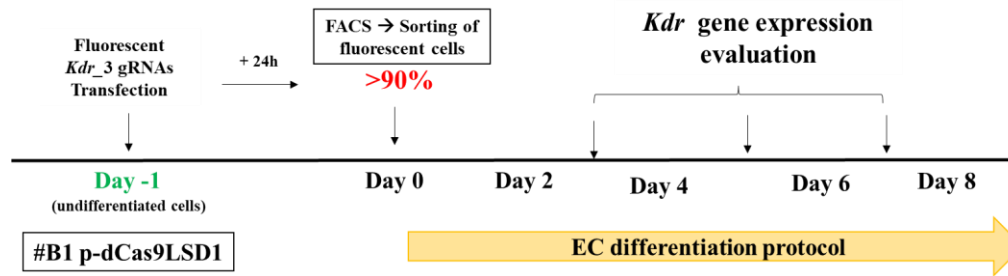 Fluorescent
Kdr_3 gRNAs
Transfection
+ 24h
FACS → Sorting of
fluorescent cells
>90%
Kdr gene expression
evaluation
Day -1
(undifferentiated cells)
Day 0
Day 2
Day 4
Day 6
Day 8
#B1 p-dCas9LSD1
EC differentiation protocol